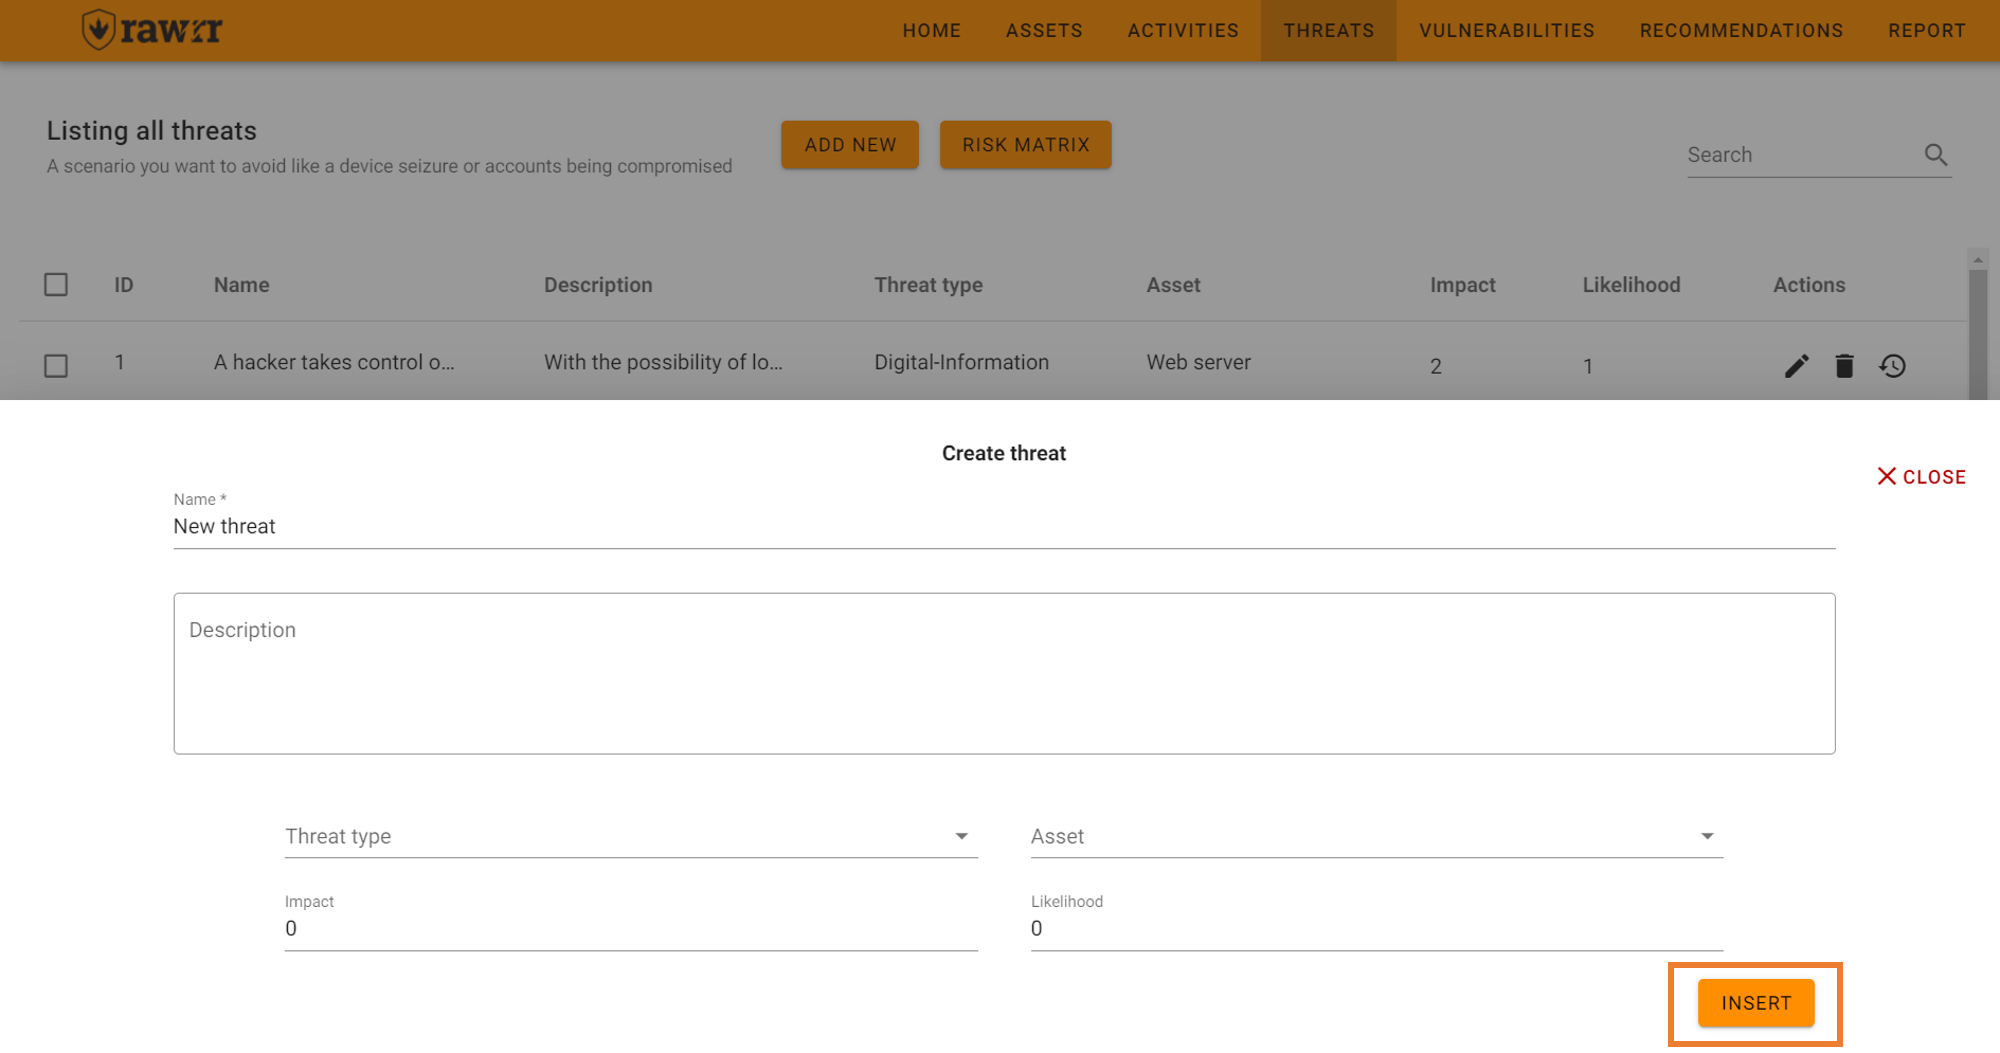 rawrr HOME ASSETS ACTIVITIES THREATS VULNERABILITIES RECOMMENDATIONS REPORT
Listing all threats
A scenario you want to avoid like a device seizure or accounts being compromised
ADD NEW RISK MATRIX
Search
ID Name Description Threat type Asset Impact Likelihood Actions
1 A hacker takes control o... With the possibility of lo... Digital-Information Web server 2 1
Create threat
CLOSE
Name *
New threat
Description
Threat type Asset
Impact Likelihood
0 0
INSERT